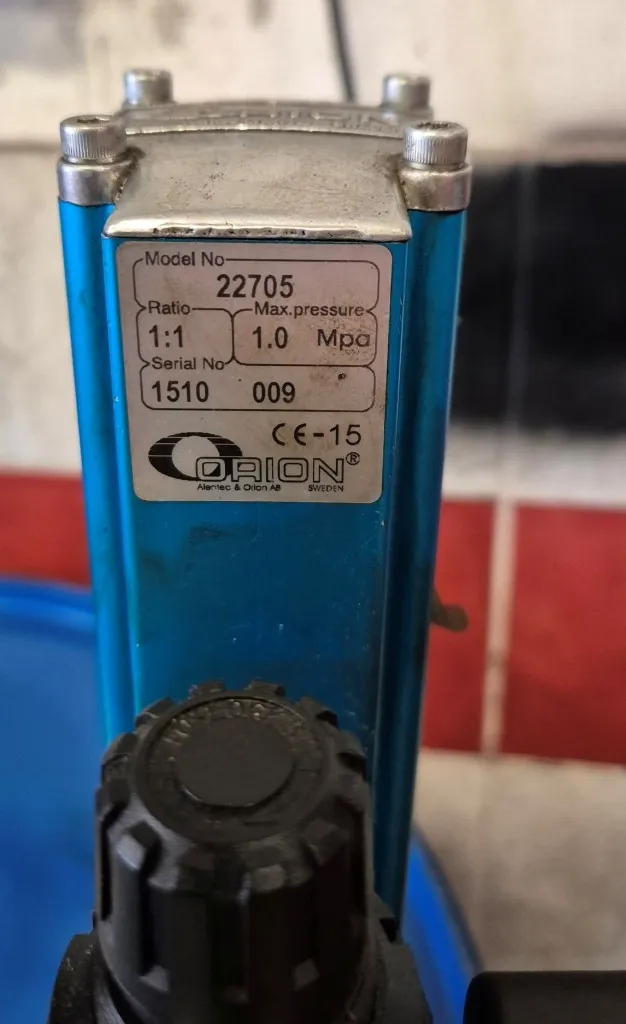 Model No
22705
Ratio Max.pressure
1:1 1.0 Mpa
Serial No
1510 009
CE-15
ORION®
Alentec & Orion AB SWEDEN